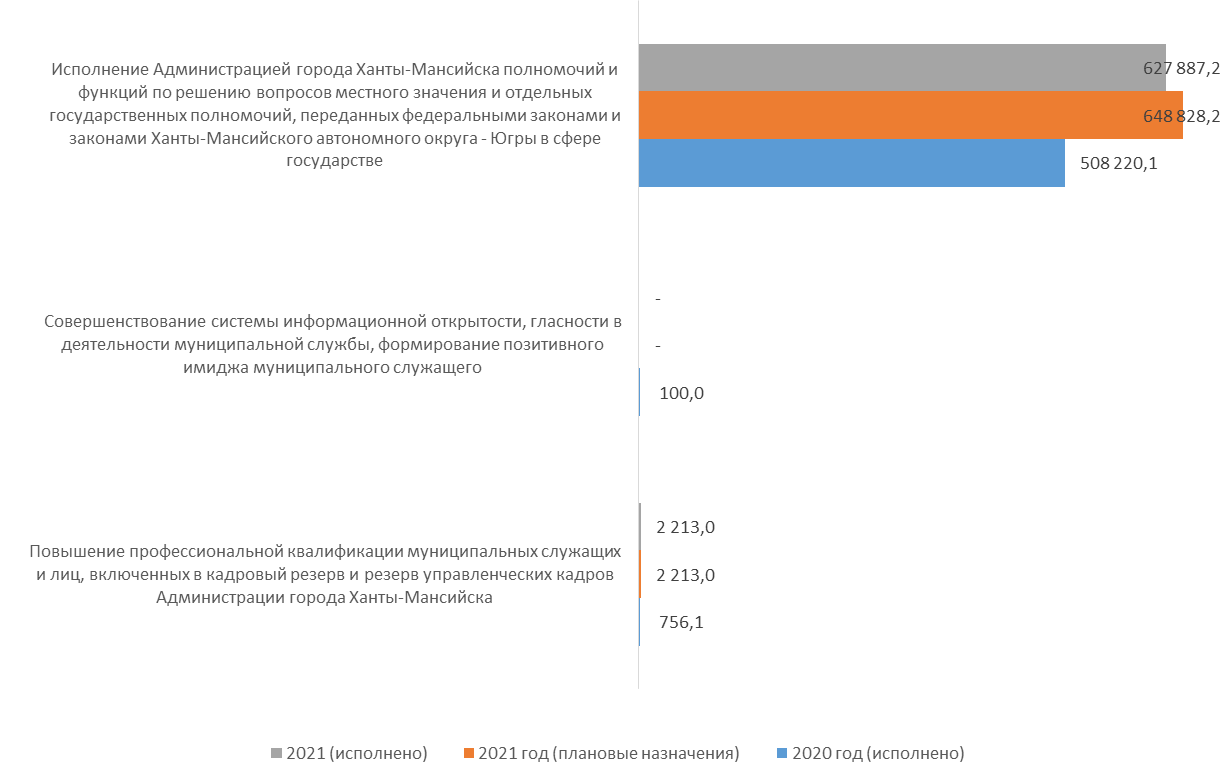 Исполнение Администрацией города Ханты-Мансийска полномочий и
функций по решению вопросов местного значения и отдельных
государственных полномочий, переданных федеральными законами и
законами Ханты-Мансийского автономного округа - Югры в сфере
государстве
627 887,2
648 828,2
508 220,1
Совершенствование системы информационной открытости, гласности в
деятельности муниципальной службы, формирование позитивного
имиджа муниципального служащего
-
-
100,0
Повышение профессиональной квалификации муниципальных служащих
и лиц, включенных в кадровый резерв и резерв управленческих кадров
Администрации города Ханты-Мансийска
2 213,0
2 213,0
756,1
2021 (исполнено) 2021 год (плановые назначения) 2020 год (исполнено)